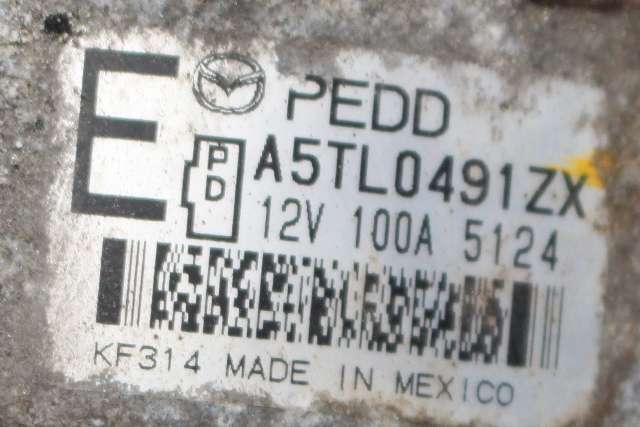 E PEDD
PD A5TL0491ZX
12V 100A 5124
KF314 MADE IN MEXICO